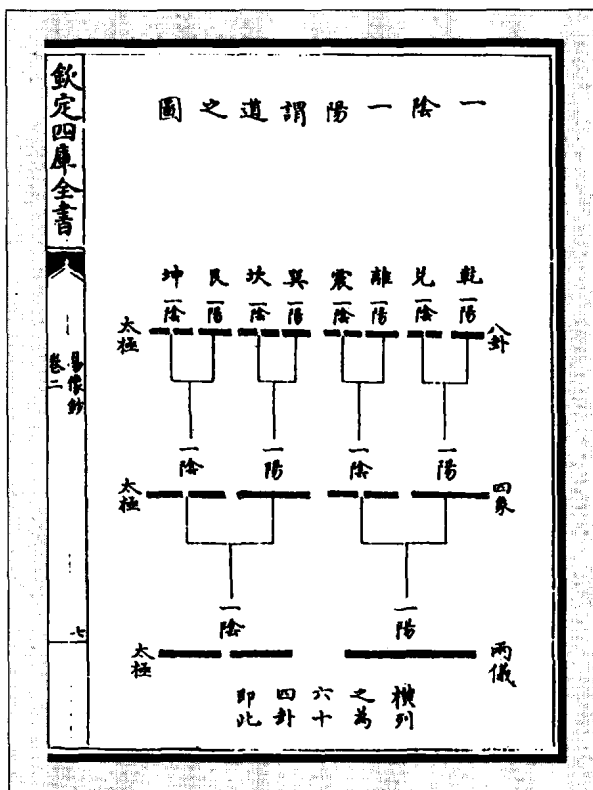 一陰一陽謂道之圖
乾兌離震巽坎艮坤
八卦
一陽 一陰 一陽 一陰 一陽 一陰 一陽 一陰
太極
四象
一陽 一陰 一陽 一陰
太極
兩儀
一陽 一陰
太極
橫列
之為
六十
四卦
即此
欽定四庫全書
易像鈔
卷二
七